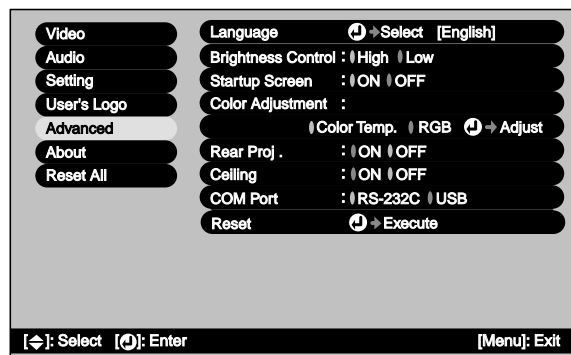 Video
Audio
Setting
User's Logo
Advanced
About
Reset All
Language Select [English]
Brightness Control : High Low
Startup Screen : ON OFF
Color Adjustment :
Color Temp. RGB Adjust
Rear Proj . : ON OFF
Ceiling : ON OFF
COM Port : RS-232C USB
Reset Execute
[ ]: Select [ ]: Enter [Menu]: Exit